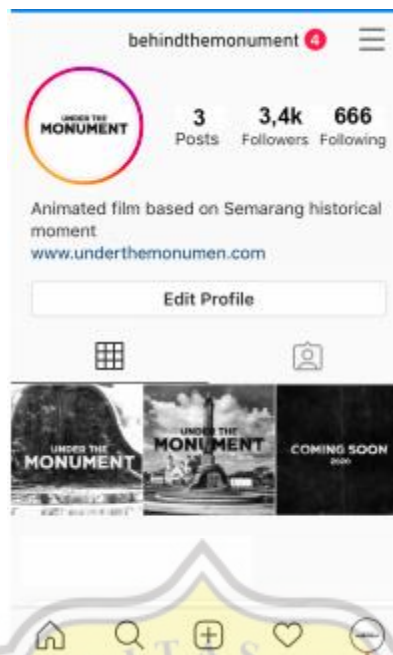 behindthemonument 4
UNDER THE
MONUMENT
3 3,4k 666
Posts Followers Following
Animated film based on Semarang historical
moment
www.underthemonumen.com
Edit Profile
UNDER THE
MONUMENT
UNDER THE
MONUMENT
COMING SOON
2020
I T A S